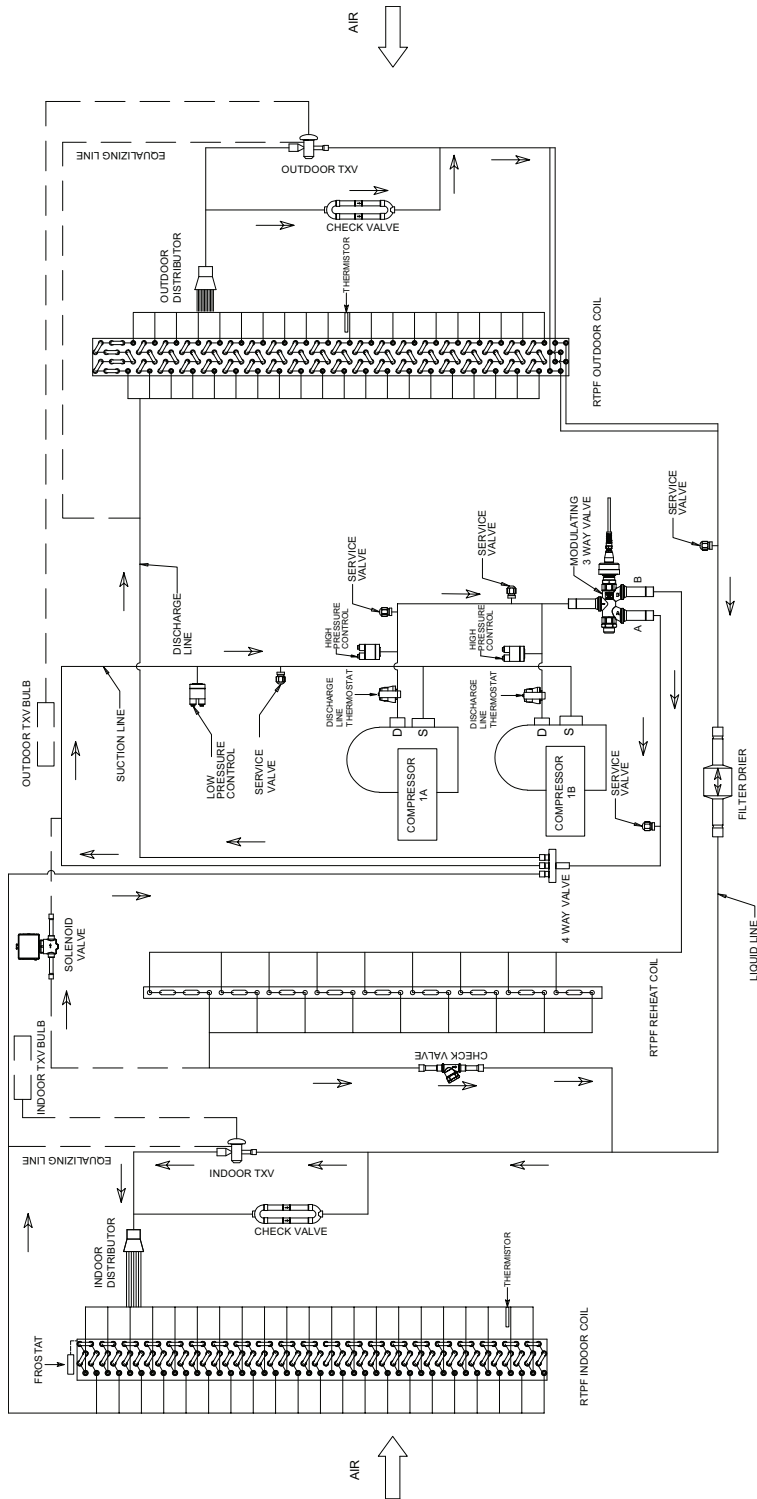 AIR
EQUALIZING LINE
OUTDOOR TXV
CHECK VALVE
OUTDOOR
DISTRIBUTOR
THERMISTOR
RTPF OUTDOOR COIL
OUTDOOR TXV BULB
SUCTION LINE
DISCHARGE
LINE
LOW
PRESSURE
CONTROL
SERVICE
VALVE
SERVICE
VALVE
HIGH
PRESSURE
CONTROL
DISCHARGE
LINE
THERMOSTAT
D
S
COMPRESSOR
1A
SERVICE
VALVE
HIGH
PRESSURE
CONTROL
DISCHARGE
LINE
THERMOSTAT
D
S
COMPRESSOR
1B
MODULATING
3 WAY VALVE
A
B
SERVICE
VALVE
SERVICE
VALVE
FILTER DRIER
4 WAY VALVE
LIQUID LINE
SOLENOID
VALVE
RTPF REHEAT COIL
CHECK VALVE
INDOOR TXV BULB
EQUALIZING LINE
INDOOR TXV
CHECK VALVE
INDOOR
DISTRIBUTOR
THERMISTOR
FROSTAT
RTPF INDOOR COIL
AIR